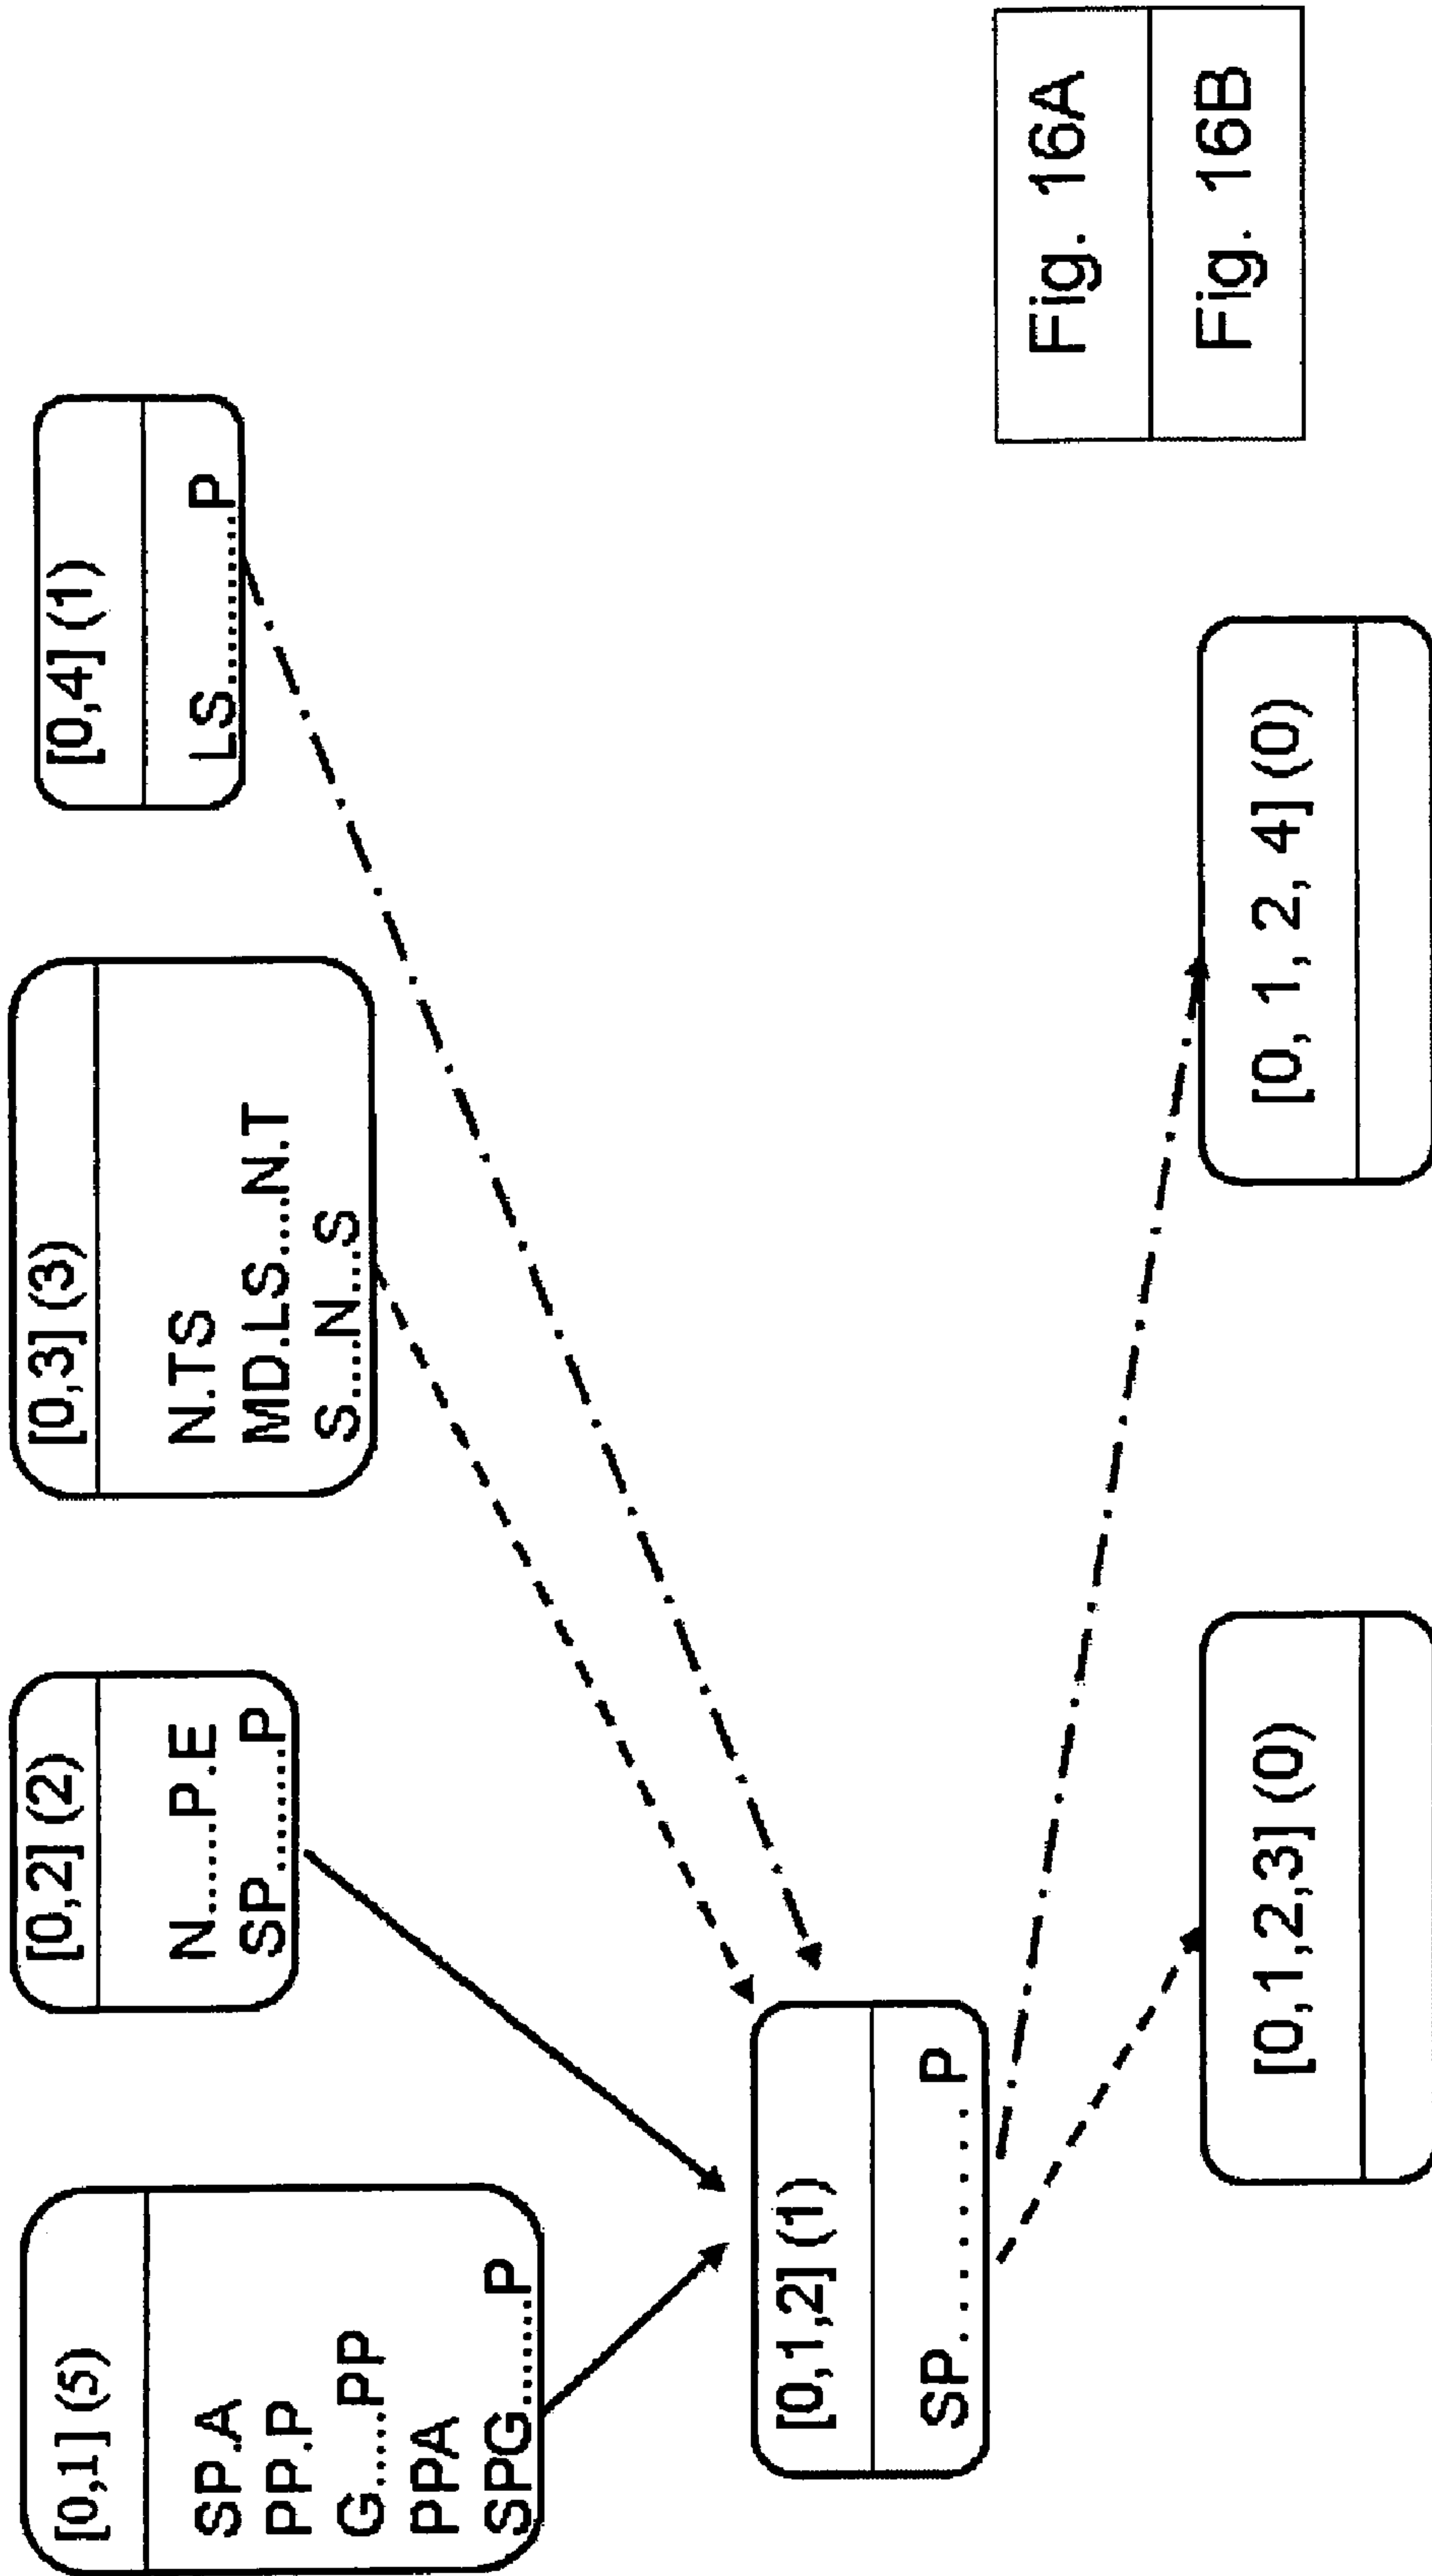 [0,1] (5)
SP.A
PP.P
G.....PP
PPA
SPG.......P
[0,2] (2)
N......P.E
SP........P
[0,3] (3)
N.TS
MD.LS.....N.T
S....N...S
[0,4] (1)
LS............P
[0,1,2] (1)
SP. . . . . . . . P
[0,1,2,3] (0)
[0, 1, 2, 4] (0)
Fig. 16A
Fig. 16B